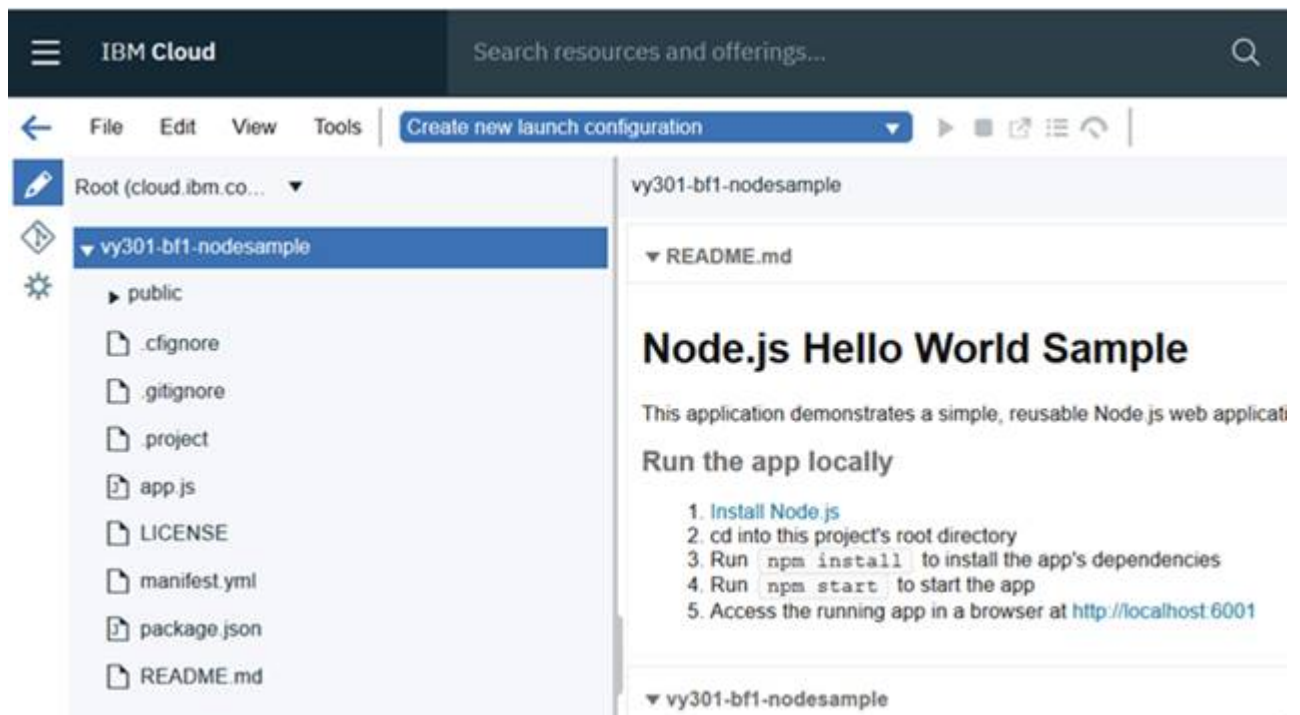 IBM Cloud
Search resources and offerings...
File Edit View Tools
Create new launch configuration
Root (cloud.ibm.co...
vy301-bf1-nodesample
public
.cfignore
.gitignore
.project
app.js
LICENSE
manifest.yml
package.json
README.md
vy301-bf1-nodesample
README.md
Node.js Hello World Sample
This application demonstrates a simple, reusable Node.js web applicati
Run the app locally
1. Install Node.js
2. cd into this project's root directory
3. Run npm install to install the app's dependencies
4. Run npm start to start the app
5. Access the running app in a browser at http://localhost:6001
vy301-bf1-nodesample